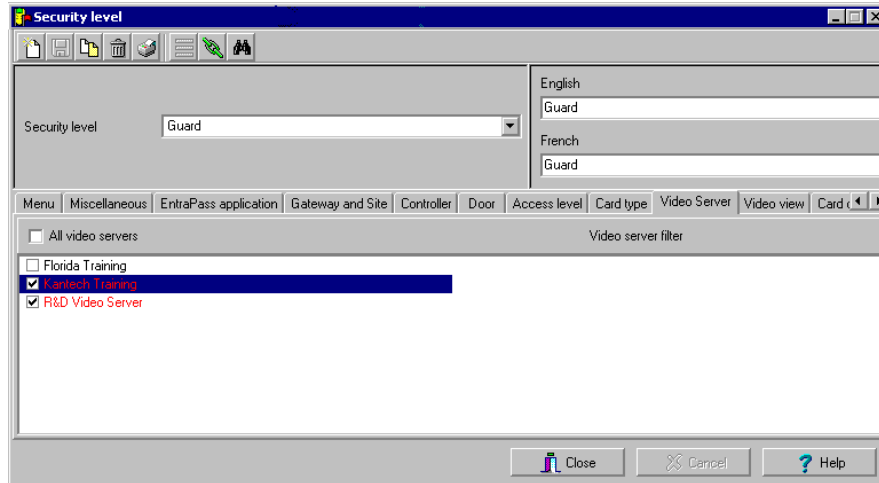 Security level
English
Guard
Security level Guard
French
Guard
Menu Miscellaneous EntraPass application Gateway and Site Controller Door Access level Card type Video Server Video view Card
All video servers Video server filter
Florida Training
Kantech Training
R&D Video Server
Close Cancel Help